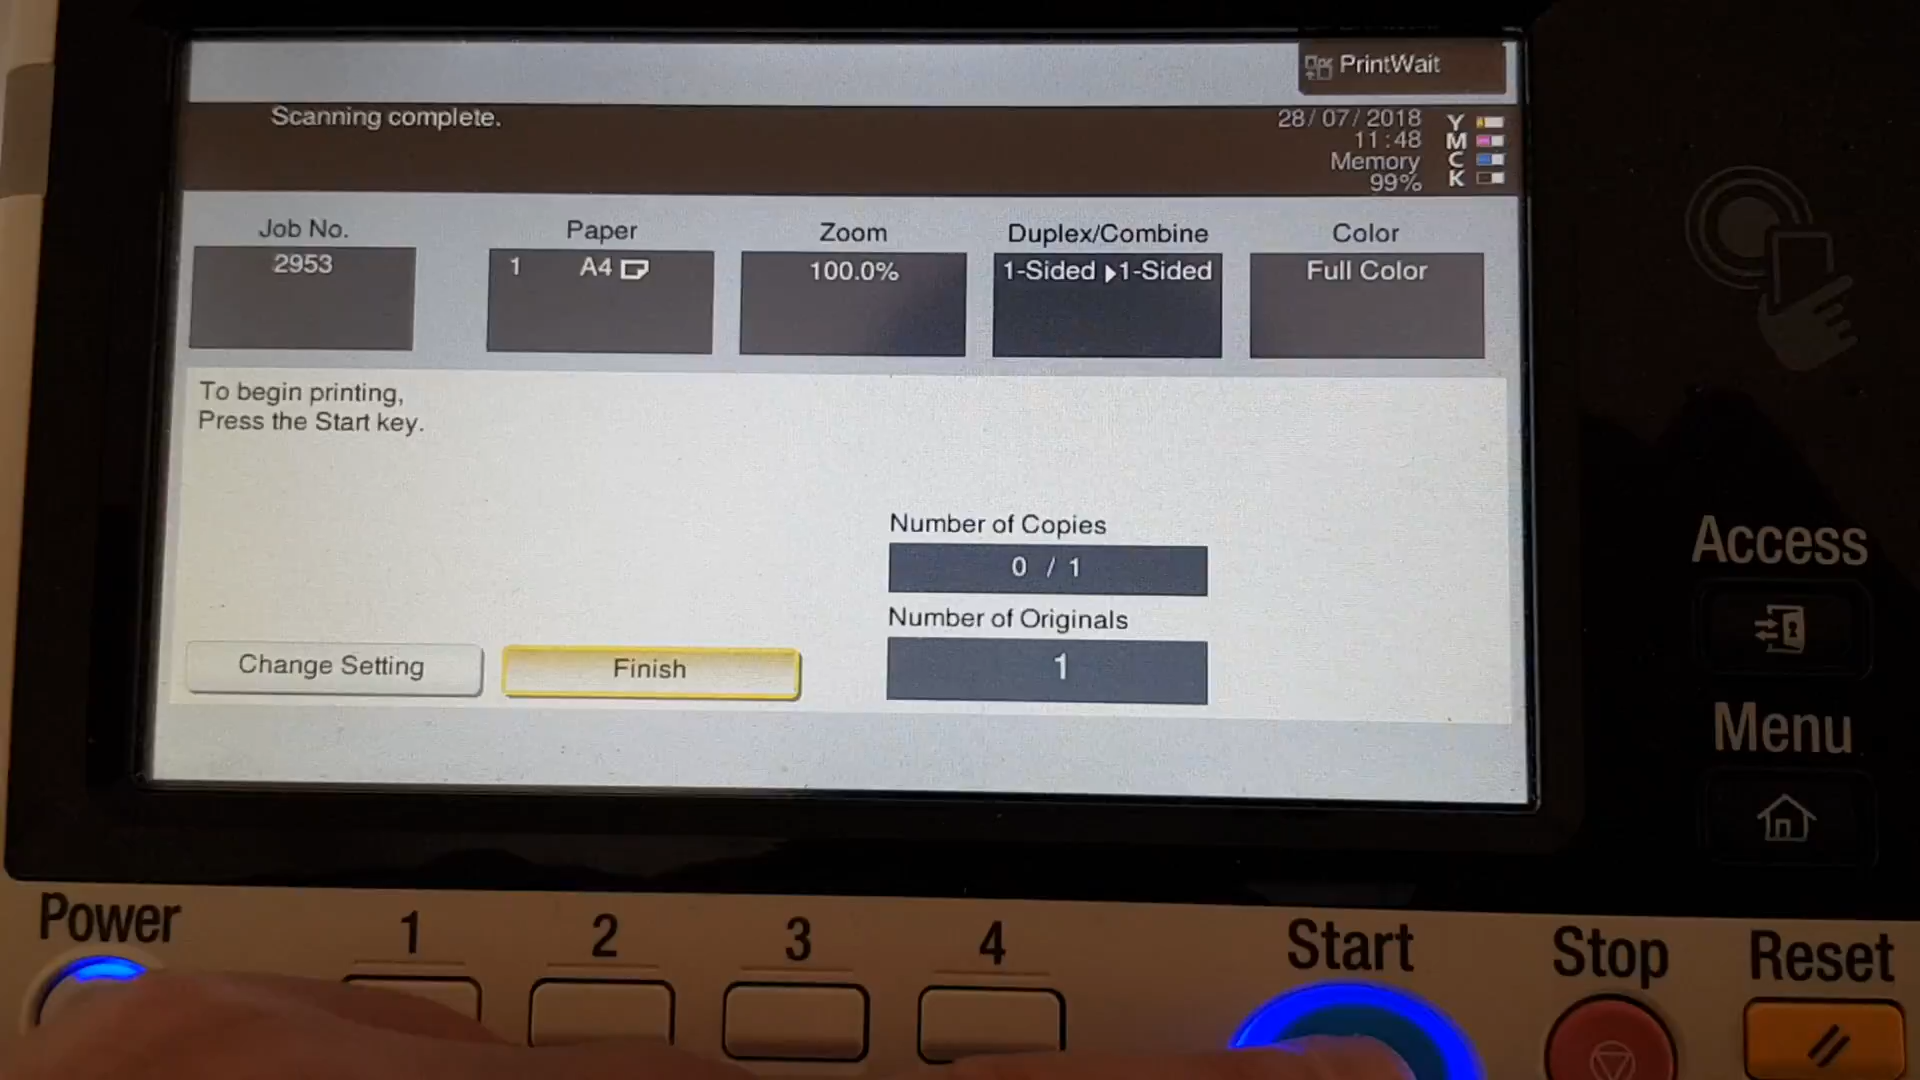 PrintWait
Scanning complete.
28/07/2018
11:48
Memory
99%
Y
M
C
K
Job No.
Paper
Zoom
Duplex/Combine
Color
2953
1 A4
100.0%
1-Sided ▶1-Sided
Full Color
To begin printing,
Press the Start key.
Number of Copies
0 / 1
Number of Originals
1
Change Setting
Finish
Access
Menu
Power
1
2
3
4
Start
Stop
Reset